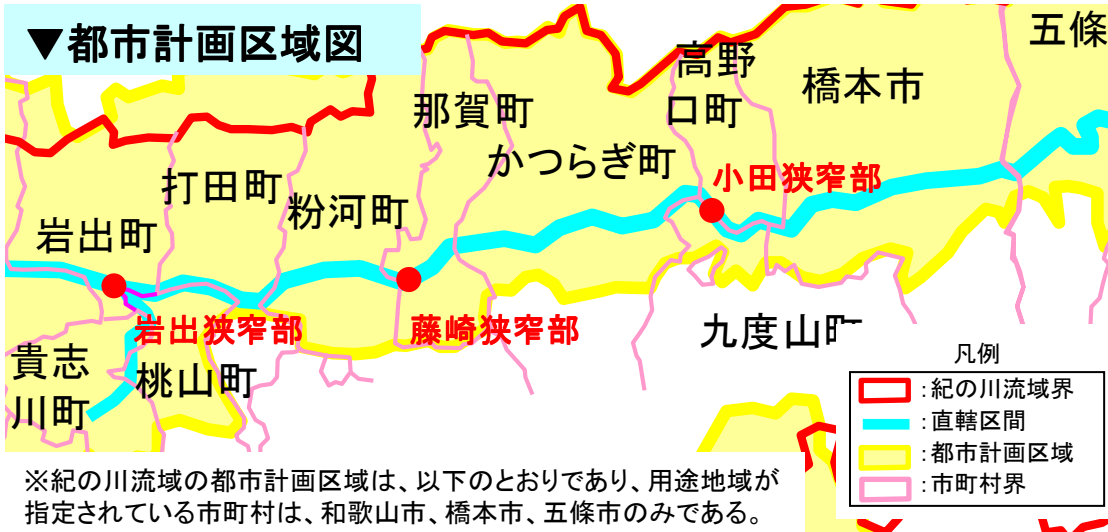 ▼都市計画区域図
五條
高野
口町
橋本市
那賀町
かつらぎ町
小田狭窄部
打田町
粉河町
岩出町
岩出狭窄部
藤崎狭窄部
九度山町
貴志
川町
桃山町
凡例
:紀の川流域界
:直轄区間
:都市計画区域
:市町村界
※紀の川流域の都市計画区域は、以下のとおりであり、用途地域が
指定されている市町村は、和歌山市、橋本市、五條市のみである。